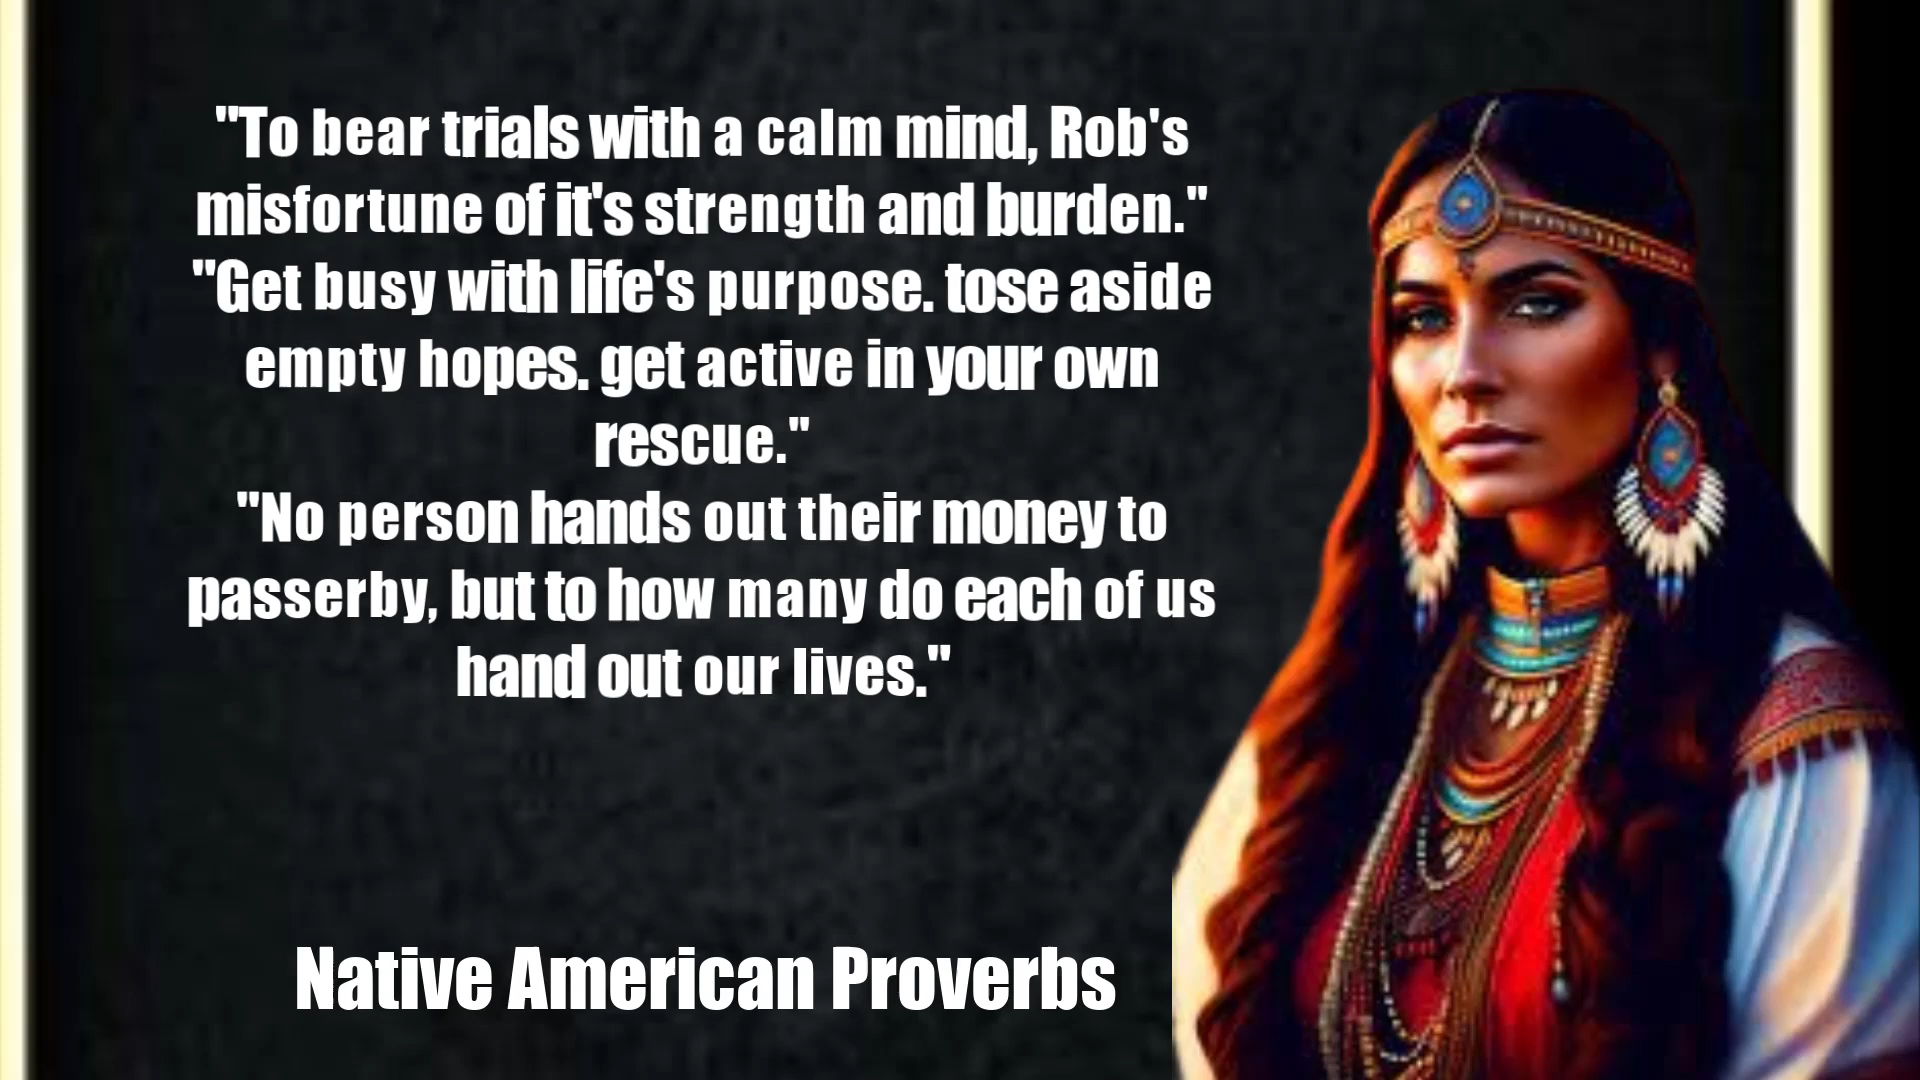 "To bear trials with a calm mind, Rob's
misfortune of it's strength and burden."
"Get busy with life's purpose. tose aside
empty hopes. get active in your own
rescue."
"No person hands out their money to
passerby, but to how many do each of us
hand out our lives."
Native American Proverbs